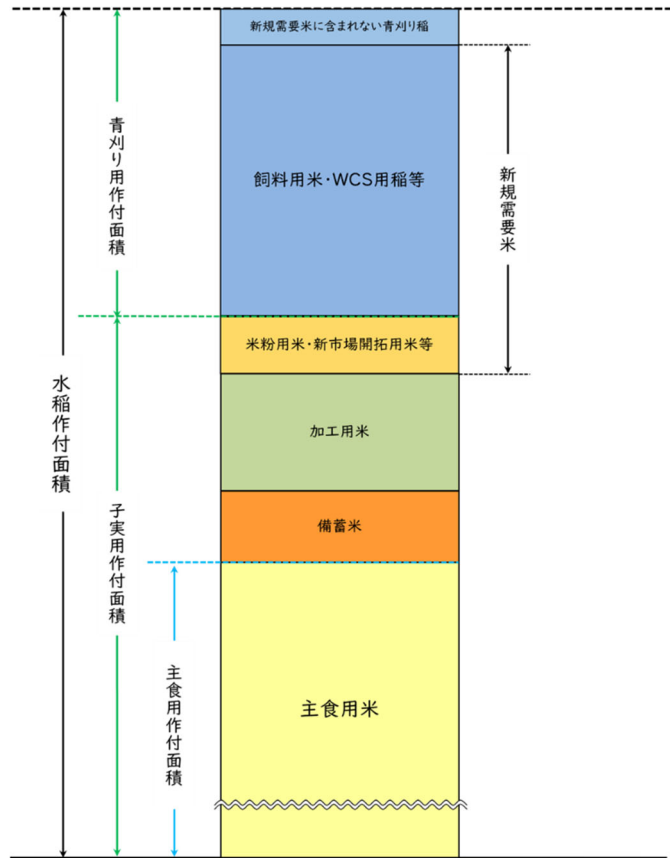 新規需要米に含まれない青刈り稲
青刈り用作付面積
飼料用米・WCS用稲等
新規需要米
米粉用米・新市場開拓用米等
水稲作付面積
加工用米
子実用作付面積
備蓄米
主食用作付面積
主食用米